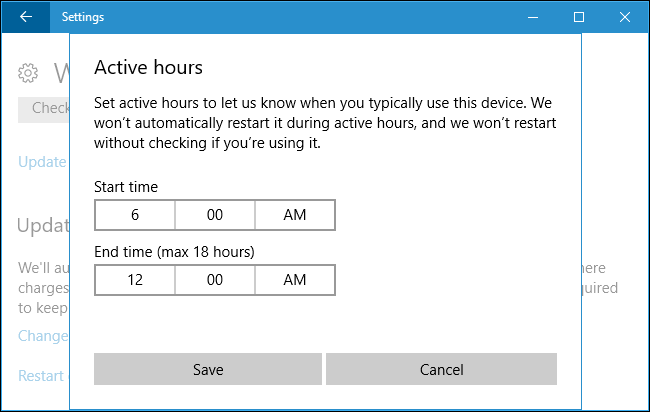 Settings
W
Active hours
Set active hours to let us know when you typically use this device. We
won't automatically restart it during active hours, and we won't restart
without checking if you're using it.
Check
Update
Start time
6 00 AM
Updat
End time (max 18 hours)
12 00 AM
We'll au
here
charges
quired
to keep
Change
Restart
Save Cancel